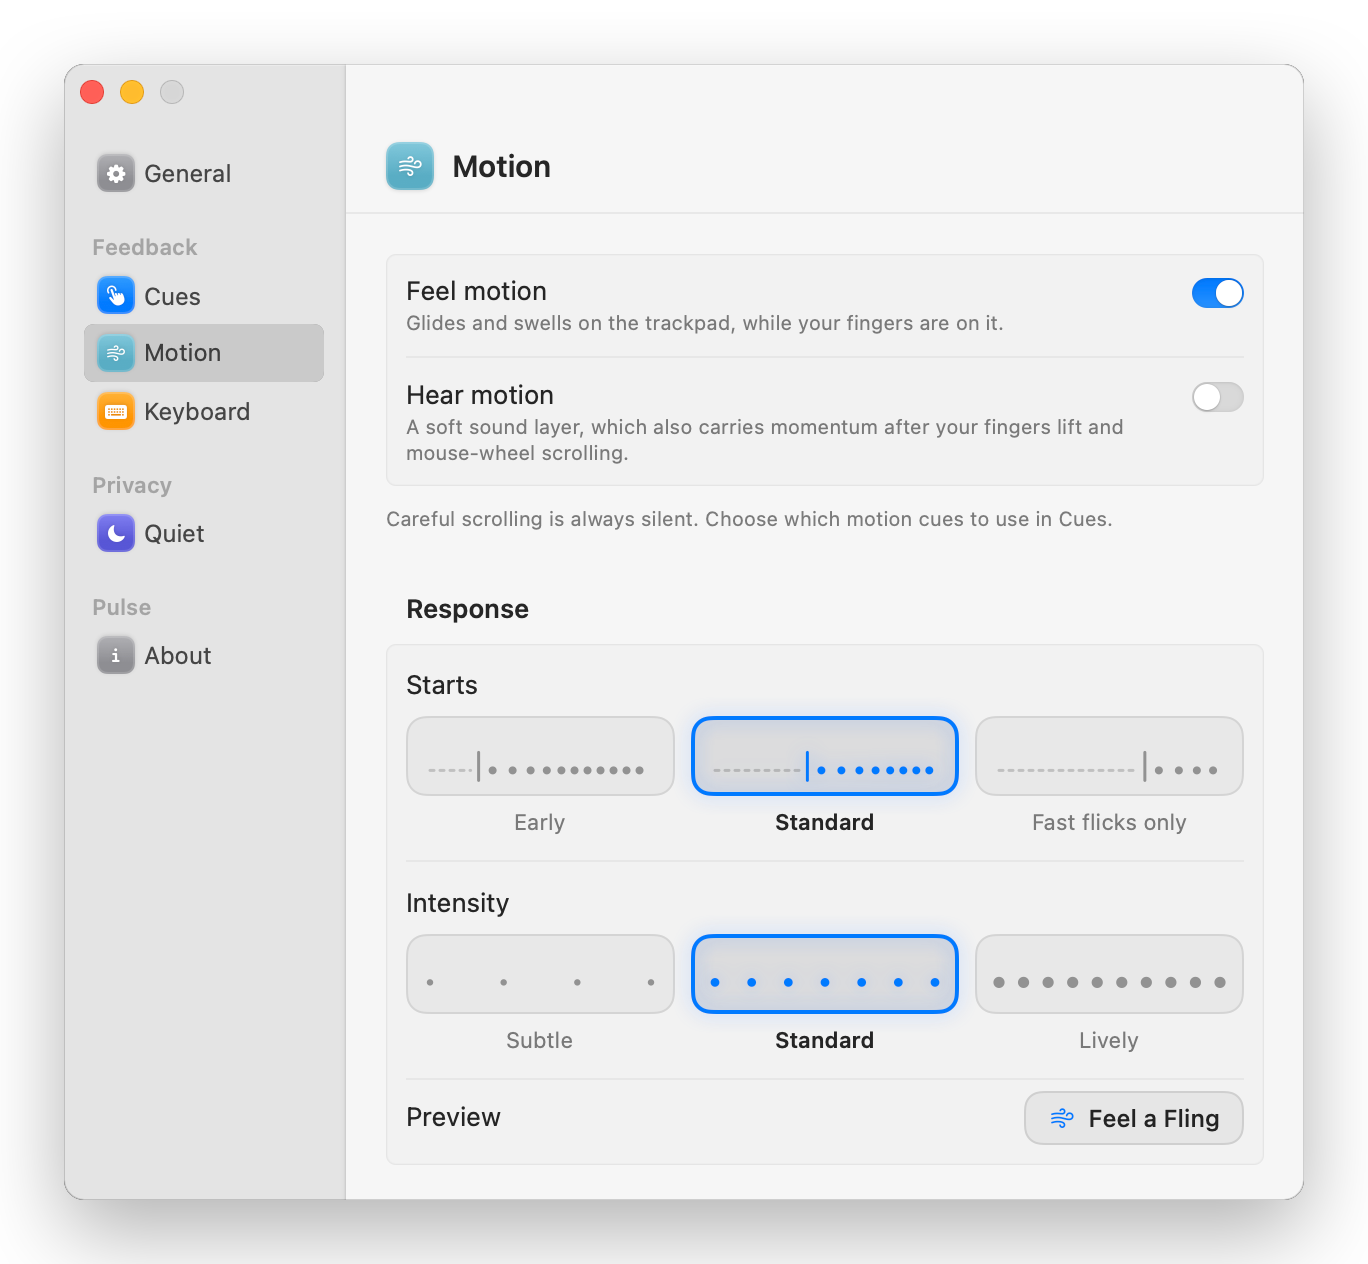 General
Feedback
Cues
Motion
Keyboard
Privacy
Quiet
Pulse
About
Motion
Feel motion
Glides and swells on the trackpad, while your fingers are on it.
Hear motion
A soft sound layer, which also carries momentum after your fingers lift and
mouse-wheel scrolling.
Careful scrolling is always silent. Choose which motion cues to use in Cues.
Response
Starts
Early
Standard
Fast flicks only
Intensity
Subtle
Standard
Lively
Preview
Feel a Fling